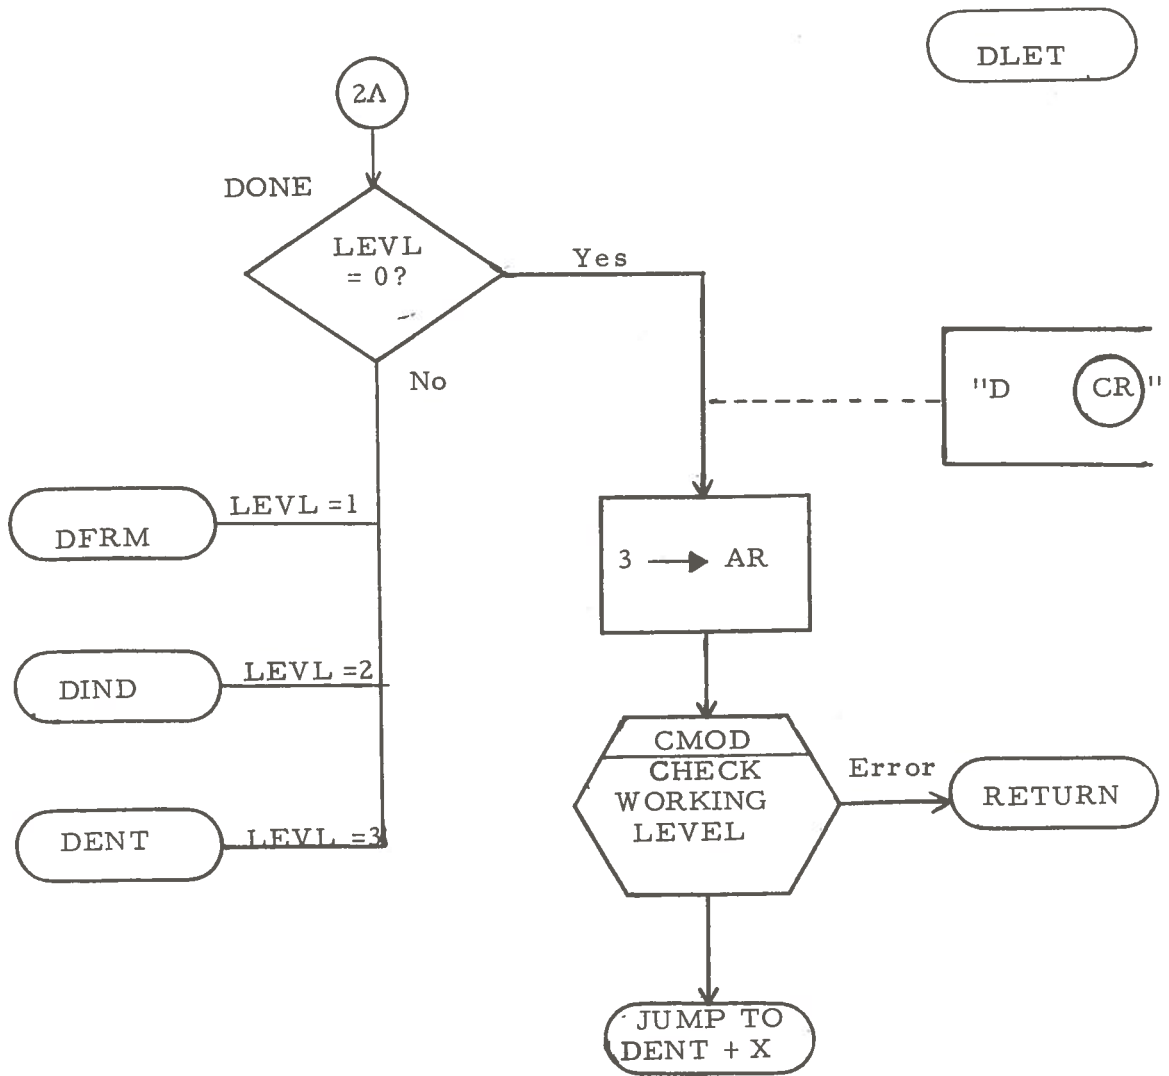 DLET
2A
DONE
LEVL
= 0?
Yes
No
"D CR "
LEVL =1
DFRM
3 → AR
LEVL =2
DIND
CMOD
CHECK
WORKING
LEVEL
Error
RETURN
LEVL =3
DENT
JUMP TO
DENT + X